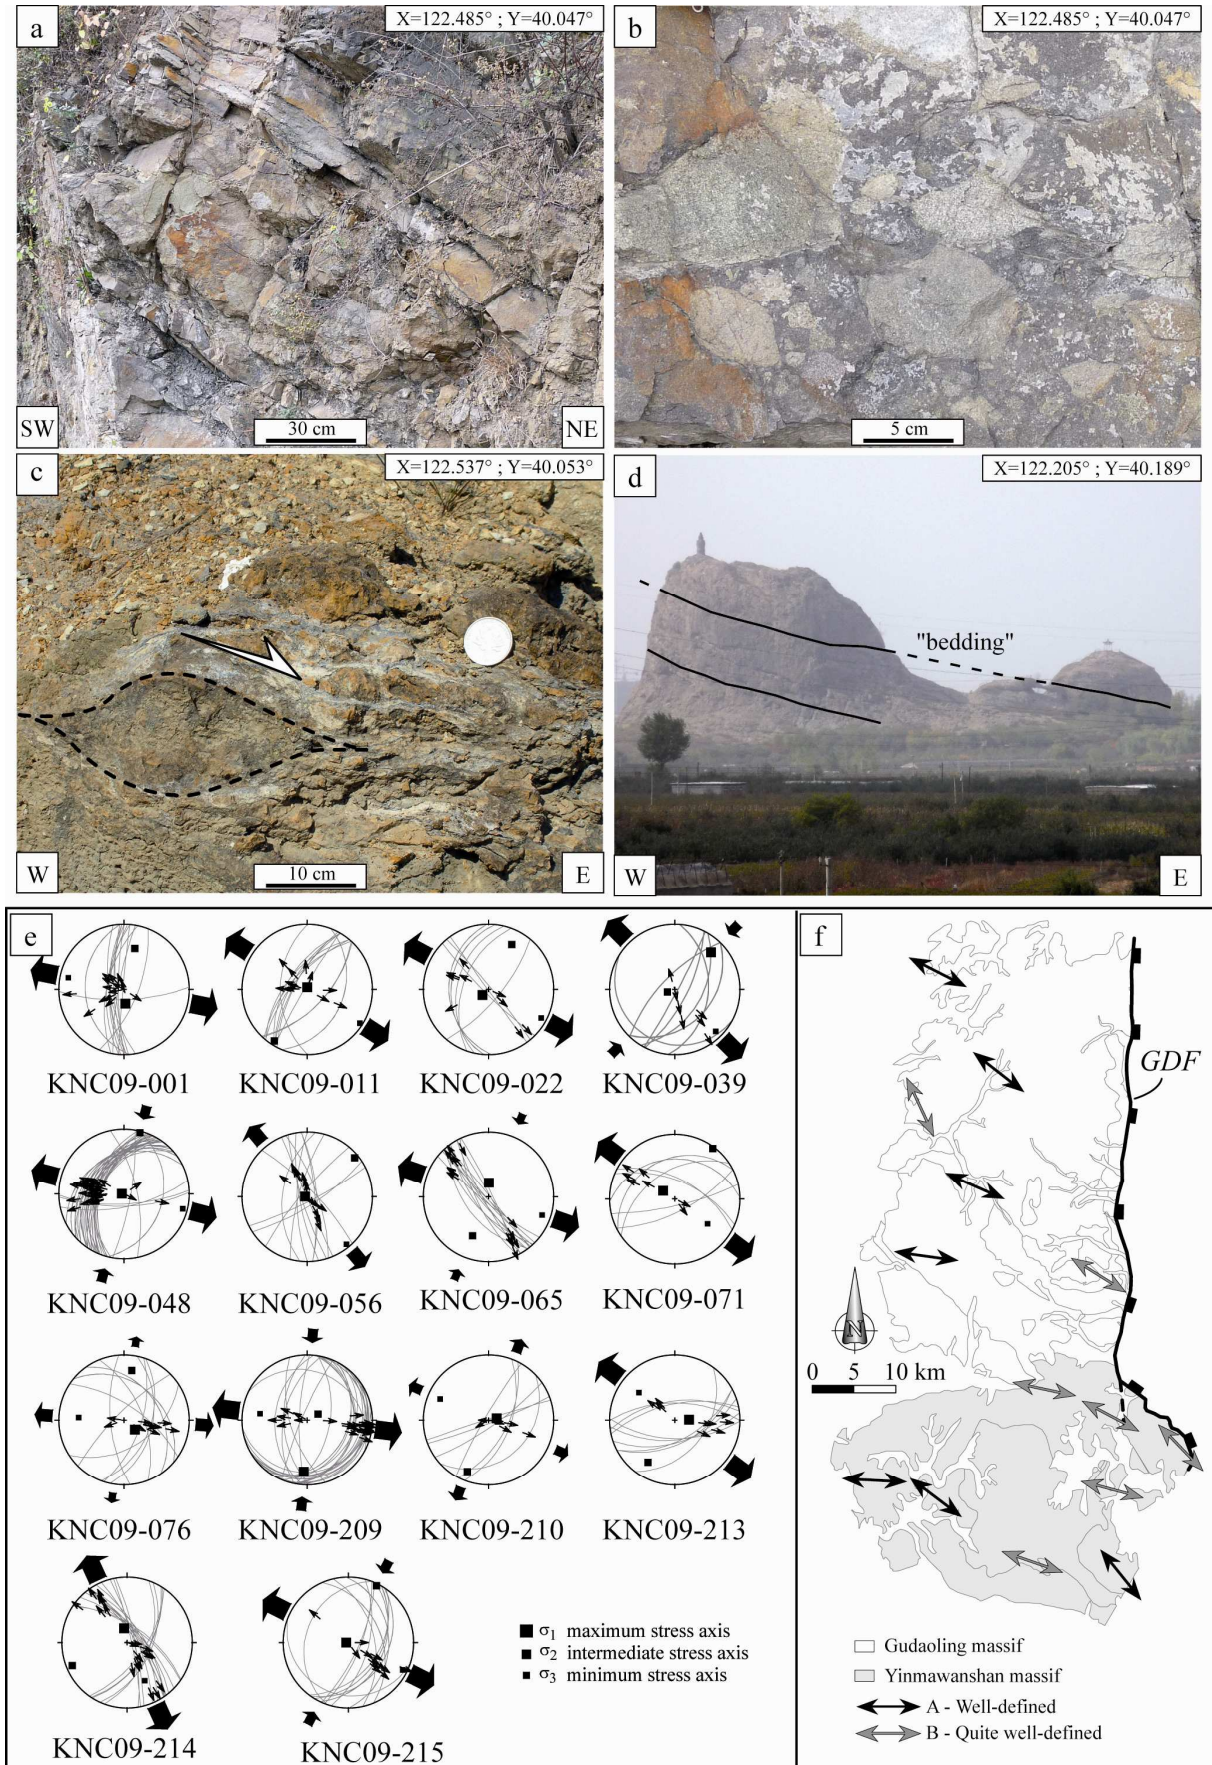 a
X=122.485° ; Y=40.047°
SW
30 cm
NE
b
X=122.485° ; Y=40.047°
5 cm
c
X=122.537° ; Y=40.053°
W
10 cm
E
d
X=122.205° ; Y=40.189°
"bedding"
W
E
e
KNC09-001
KNC09-011
KNC09-022
KNC09-039
KNC09-048
KNC09-056
KNC09-065
KNC09-071
KNC09-076
KNC09-209
KNC09-210
KNC09-213
KNC09-214
KNC09-215
σ1 maximum stress axis
σ2 intermediate stress axis
σ3 minimum stress axis
f
GDF
N
0 5 10 km
Gudaoling massif
Yinmawanshan massif
A - Well-defined
B - Quite well-defined